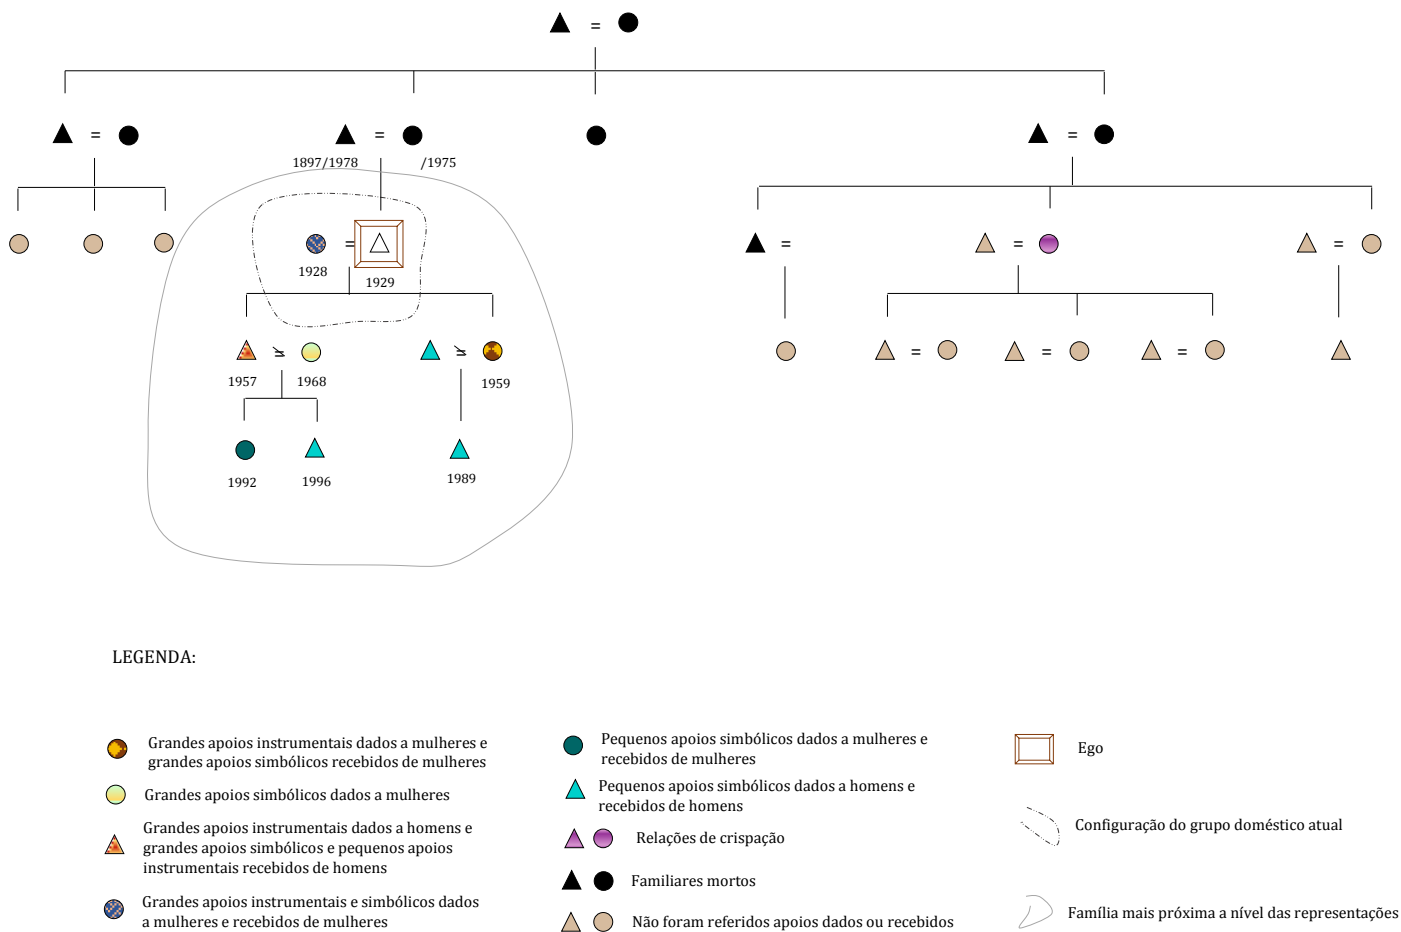 =
= = =
1897/1978 /1975
= = = =
1928
1929
= = = = =
1957 1968 1959
1992 1996 1989
LEGENDA:
Grandes apoios instrumentais dados a mulheres e
grandes apoios simbólicos recebidos de mulheres
Grandes apoios simbólicos dados a mulheres
Grandes apoios instrumentais dados a homens e
grandes apoios simbólicos e pequenos apoios
instrumentais recebidos de homens
Grandes apoios instrumentais e simbólicos dados
a mulheres e recebidos de mulheres
Pequenos apoios simbólicos dados a mulheres e
recebidos de mulheres
Pequenos apoios simbólicos dados a homens e
recebidos de homens
Relações de crispação
Familiares mortos
Não foram referidos apoios dados ou recebidos
Ego
Configuração do grupo doméstico atual
Família mais próxima a nível das representações